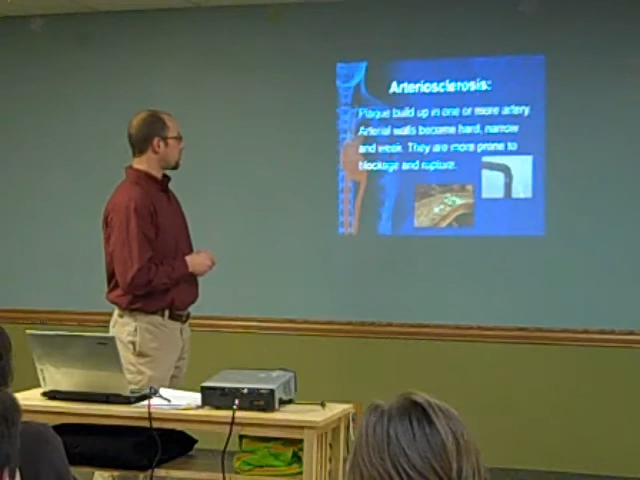 Arteriosclerosis:
Plaque build up in one or more artery.
Arterial walls become hard, narrow
and weak. They are more prone to
blockage and rupture.